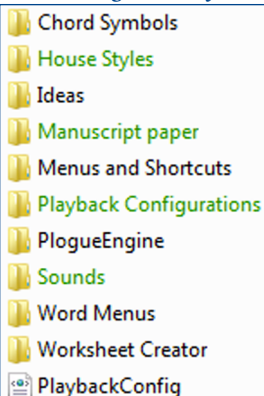 Chord Symbols
House Styles
Ideas
Manuscript paper
Menus and Shortcuts
Playback Configurations
PlogueEngine
Sounds
Word Menus
Worksheet Creator
PlaybackConfig